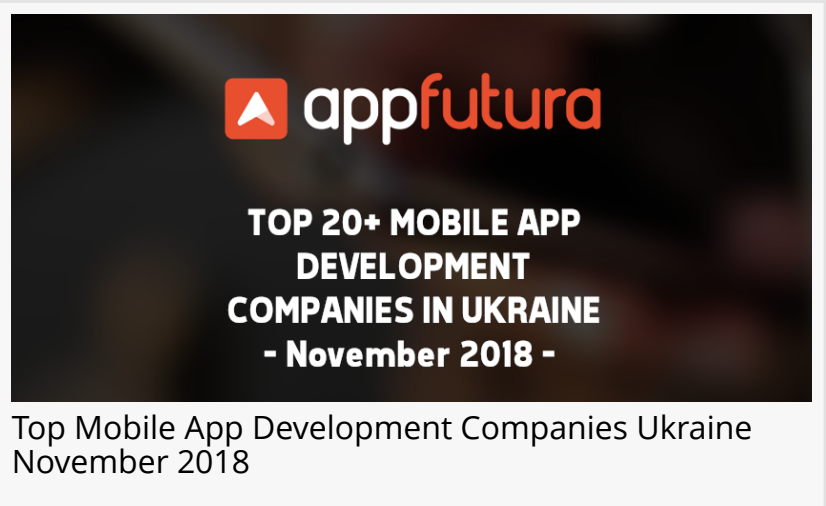 appfutura
TOP 20+ MOBILE APP
DEVELOPMENT
COMPANIES IN UKRAINE
- November 2018 -
Top Mobile App Development Companies Ukraine
November 2018